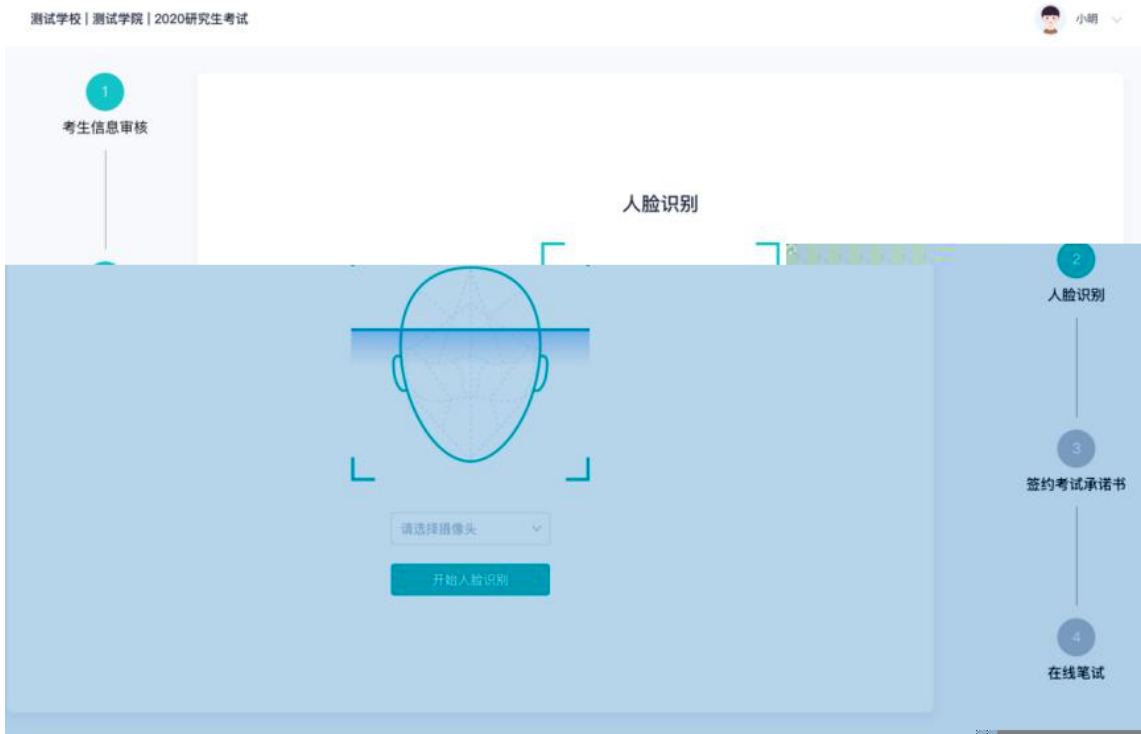 测试学校 | 测试学院 | 2020研究生考试
小明
1
考生信息审核
人脸识别
2
人脸识别
3
签约考试承诺书
请选择摄像头
开始人脸识别
4
在线笔试